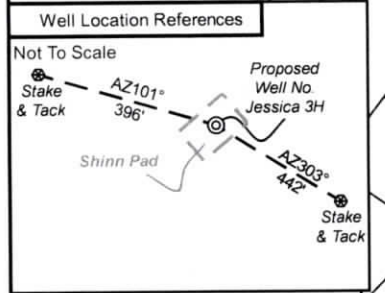 Well Location References
Not To Scale
Stake
& Tack
AZ101°
396'
Proposed
Well No.
Jessica 3H
Shinn Pad
AZ303°
442'
Stake
& Tack